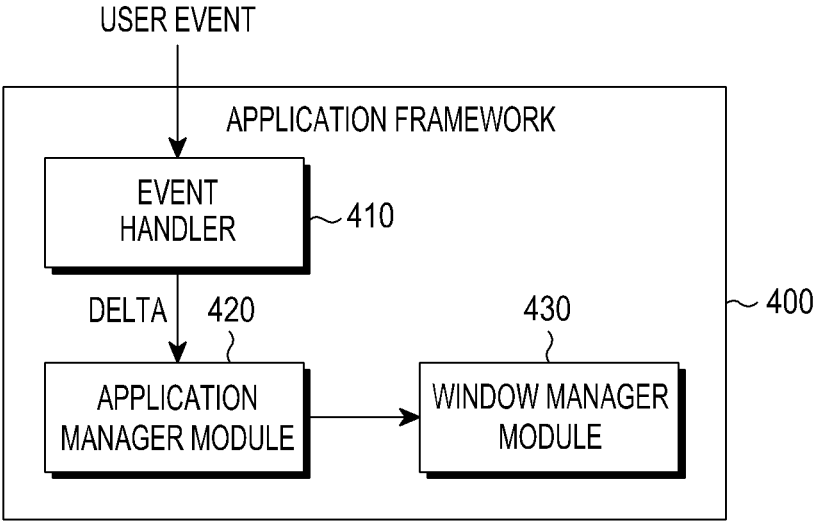 USER EVENT
APPLICATION FRAMEWORK
EVENT
HANDLER
410
DELTA
420
430
400
APPLICATION
MANAGER MODULE
WINDOW MANAGER
MODULE